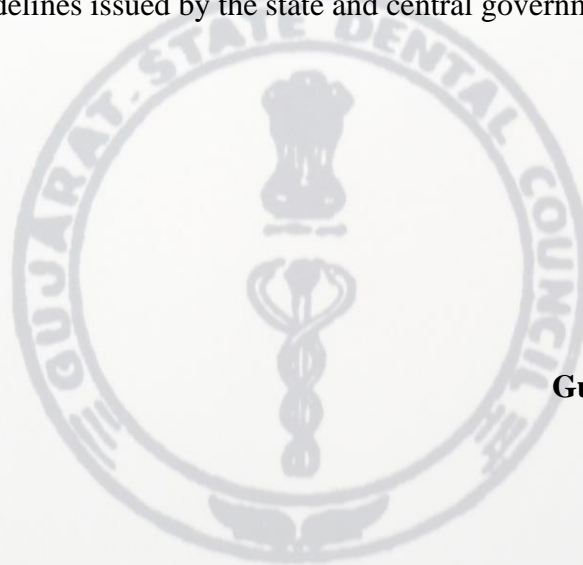 delines issued by the state and central governm
GUJARAT-STATE DENTAL COUNCIL
Gu